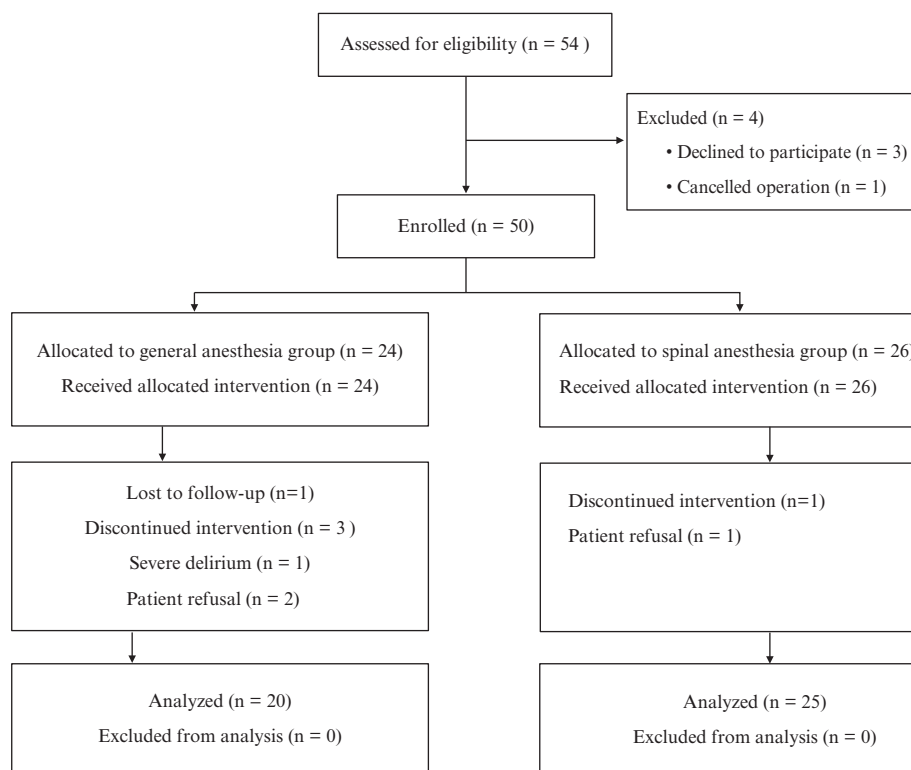 Assessed for eligibility (n = 54 )
Excluded (n = 4)
• Declined to participate (n = 3)
• Cancelled operation (n = 1)
Enrolled (n = 50)
Allocated to general anesthesia group (n = 24)
Received allocated intervention (n = 24)
Allocated to spinal anesthesia group (n = 26)
Received allocated intervention (n = 26)
Lost to follow-up (n=1)
Discontinued intervention (n = 3 )
Severe delirium (n = 1)
Patient refusal (n = 2)
Discontinued intervention (n=1)
Patient refusal (n = 1)
Analyzed (n = 20)
Excluded from analysis (n = 0)
Analyzed (n = 25)
Excluded from analysis (n = 0)